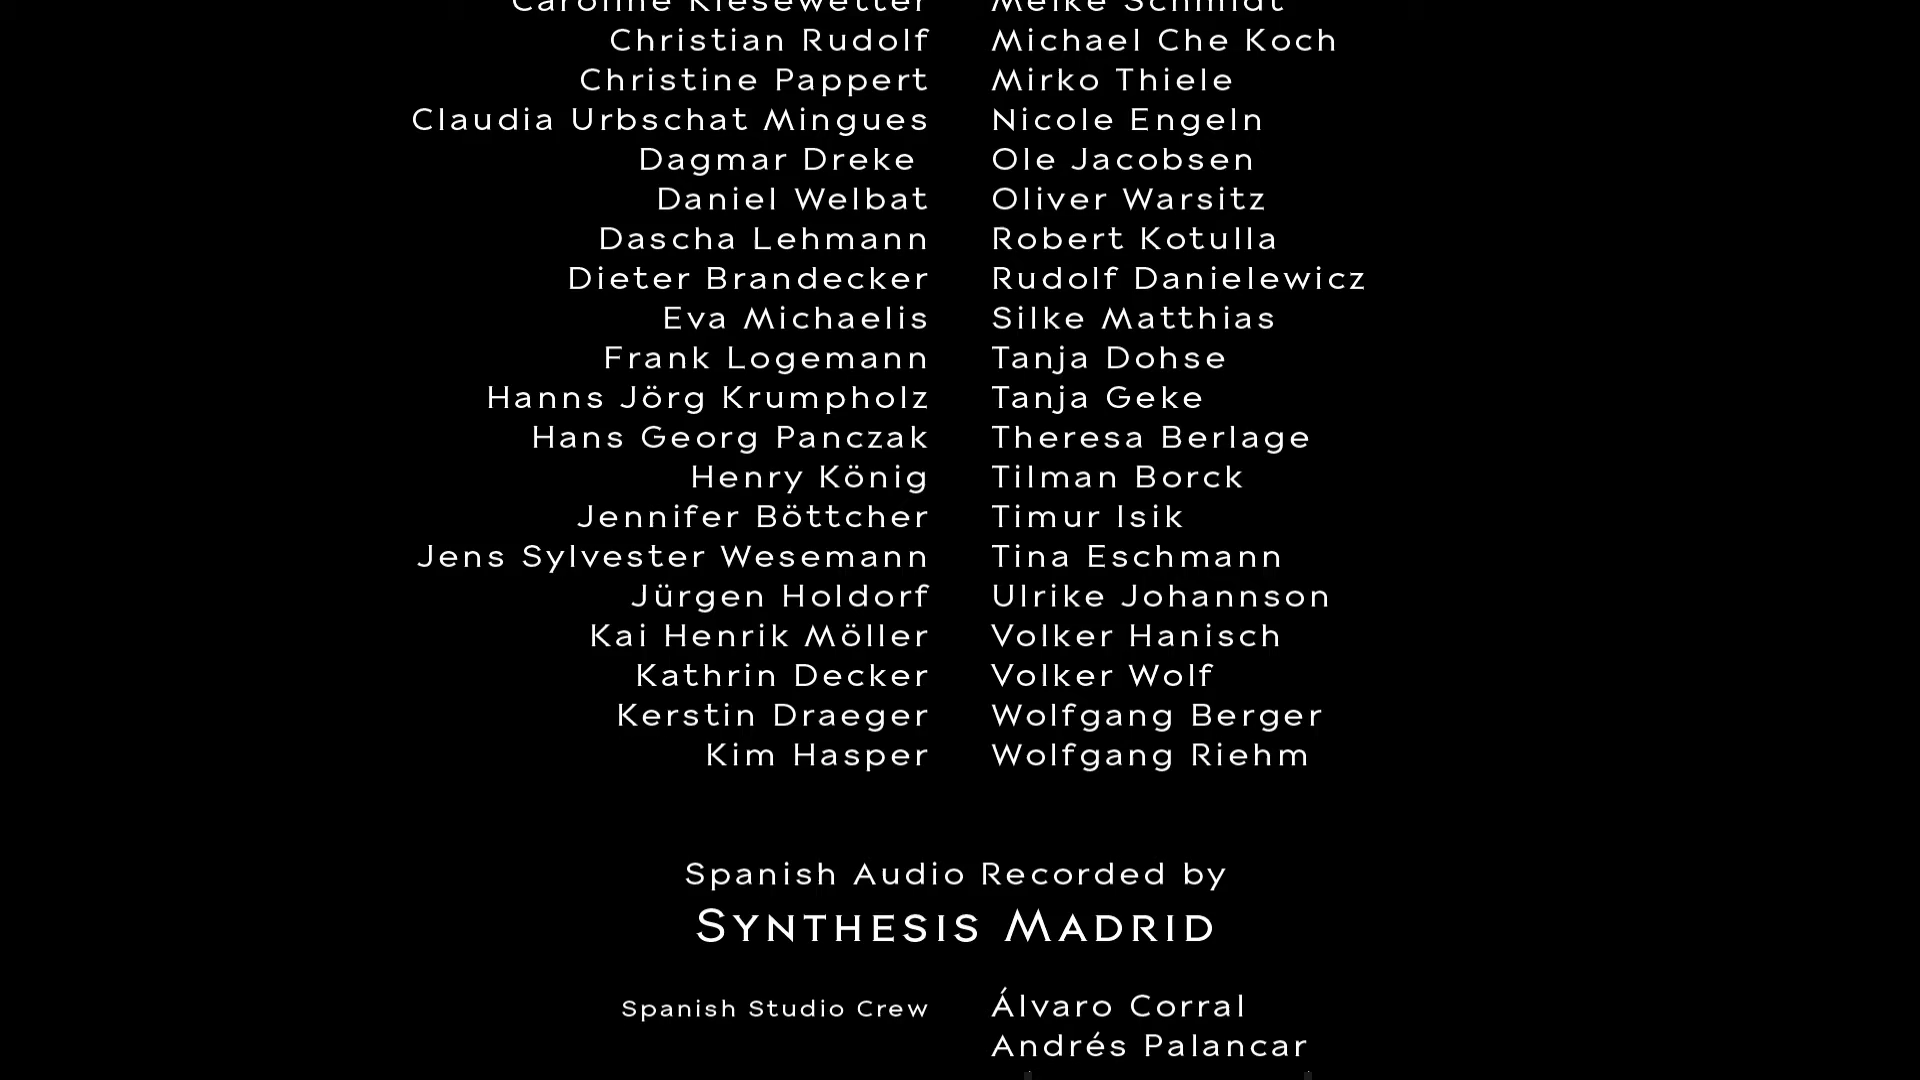 Caroline Kiesewetter Meike Schmidt
Christian Rudolf Michael Che Koch
Christine Pappert Mirko Thiele
Claudia Urbschat Mingues Nicole Engeln
Dagmar Dreke Ole Jacobsen
Daniel Welbat Oliver Warsitz
Dascha Lehmann Robert Kotulla
Dieter Brandecker Rudolf Danielewicz
Eva Michaelis Silke Matthias
Frank Logemann Tanja Dohse
Hanns Jörg Krumpholz Tanja Geke
Hans Georg Panczak Theresa Berlage
Henry König Tilman Borck
Jennifer Böttcher Timur Isik
Jens Sylvester Wesemann Tina Eschmann
Jürgen Holdorf Ulrike Johannson
Kai Henrik Möller Volker Hanisch
Kathrin Decker Volker Wolf
Kerstin Draeger Wolfgang Berger
Kim Hasper Wolfgang Riehm
Spanish Audio Recorded by
Synthesis Madrid
Spanish Studio Crew Álvaro Corral
Andrés Palancar